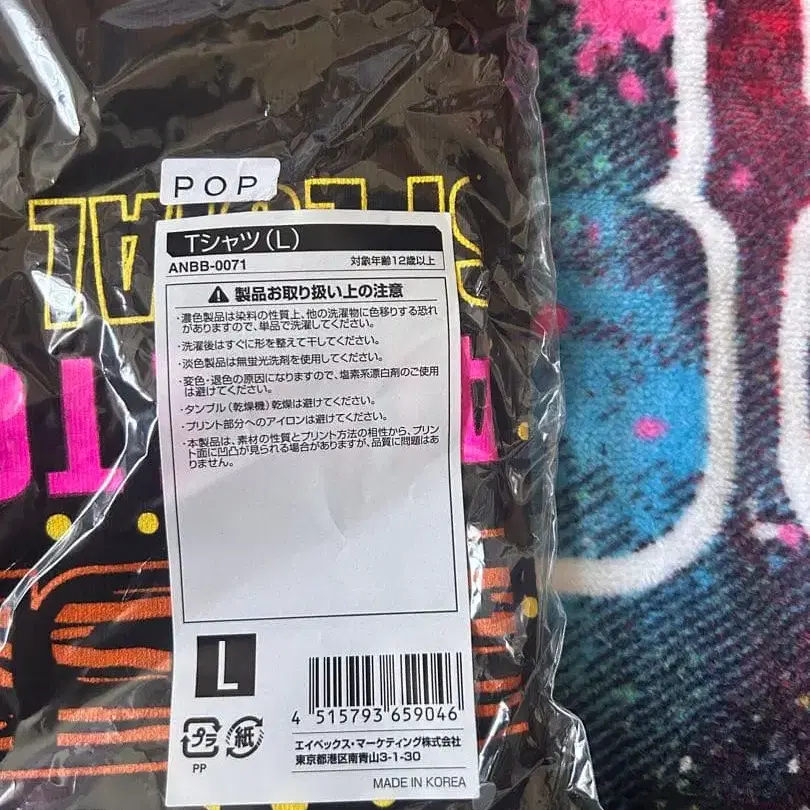 POP
Tシャツ(L)
ANBB-0071 対象年齢12歳以上
⚠ 製品お取り扱い上の注意
・濃色製品は染料の性質上、他の洗濯物に色移りする恐れ
がありますので、単品で洗濯してください。
・洗濯後はすぐに形を整えて干してください。
・淡色製品は無蛍光洗剤を使用してください。
・変色・退色の原因になりますので、塩素系漂白剤のご使用
は避けてください。
・タンブル(乾燥機)乾燥は避けてください。
・プリント部分へのアイロンは避けてください。
・本製品は、素材の性質とプリント方法の相性から、プリン
ト面に凹凸が見られる場合がありますが、品質に問題はあ
りません。
L
4 515793 659046
プラ 紙
PP
エイベックス・マーケティング株式会社
東京都港区南青山3-1-30
MADE IN KOREA